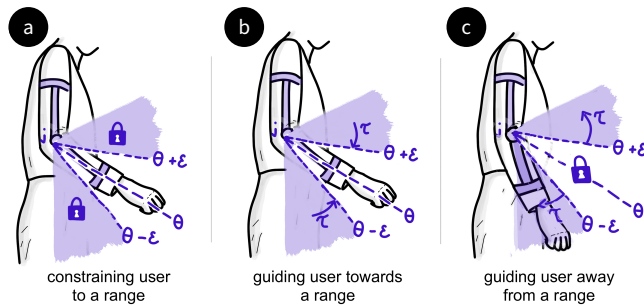 a
j
θ+ε
θ
θ-ε
constraining user
to a range
b
j
τ
θ+ε
θ
τ
θ-ε
guiding user towards
a range
c
j
τ
θ+ε
θ
τ
θ-ε
guiding user away
from a range